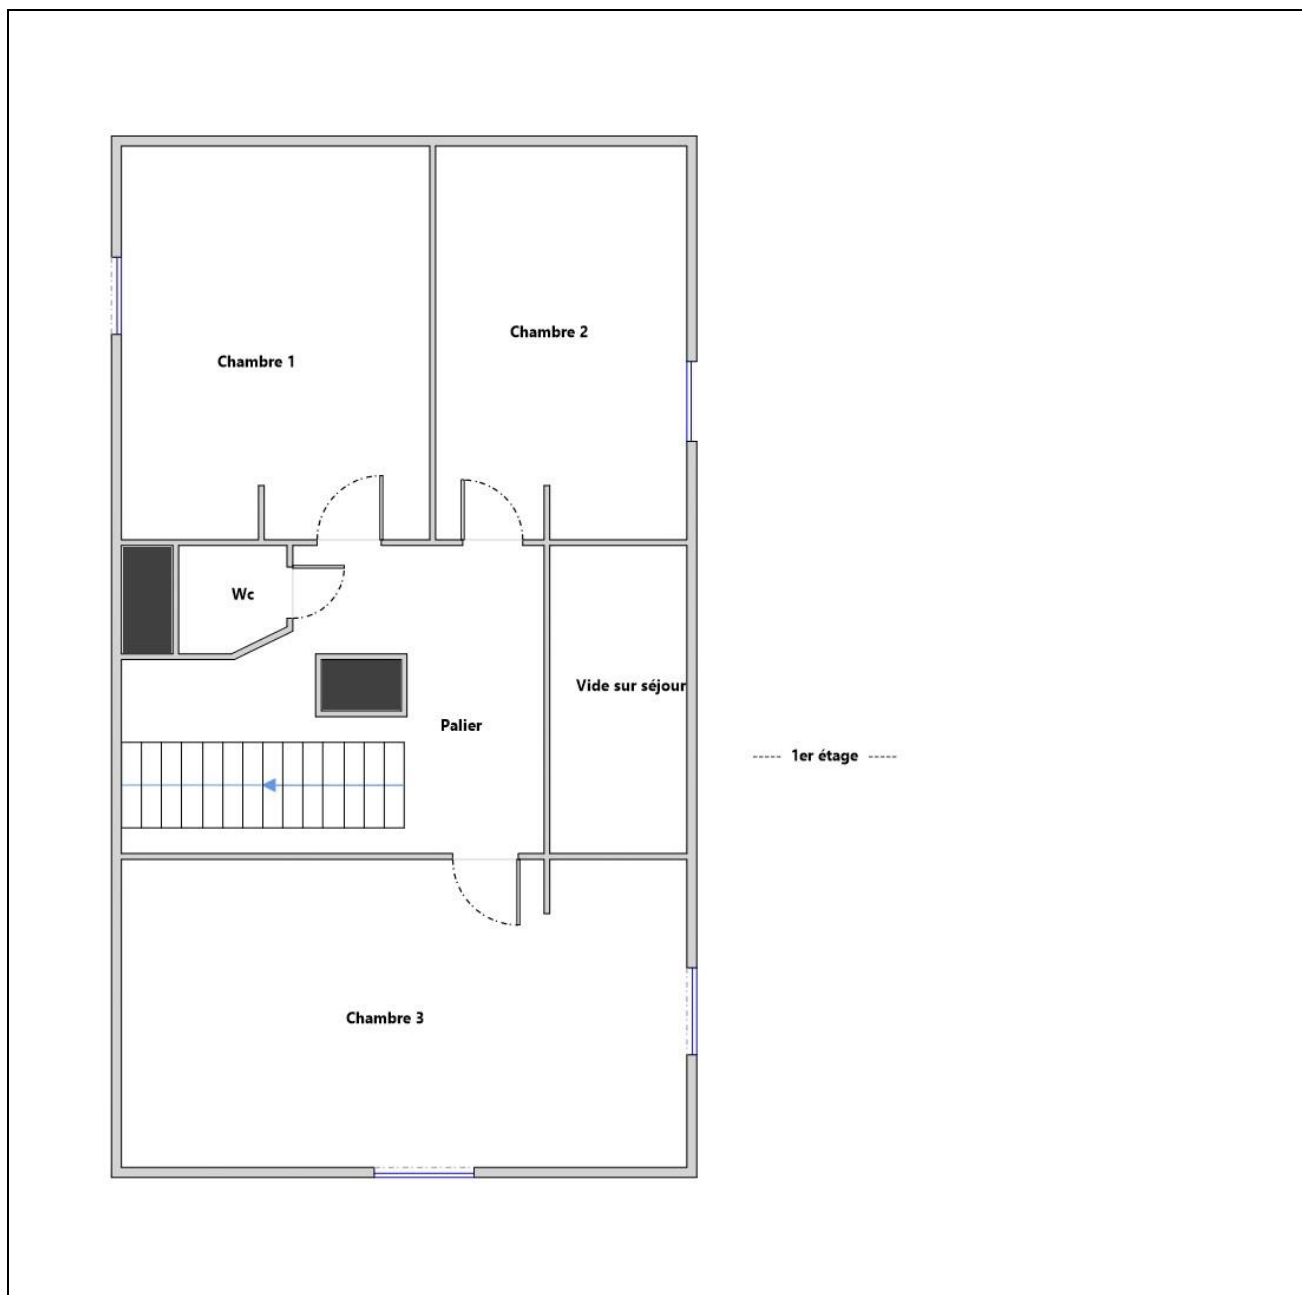 Chambre 2
Chambre 1
Wc
Vide sur séjour
Palier
----- 1er étage -----
Chambre 3